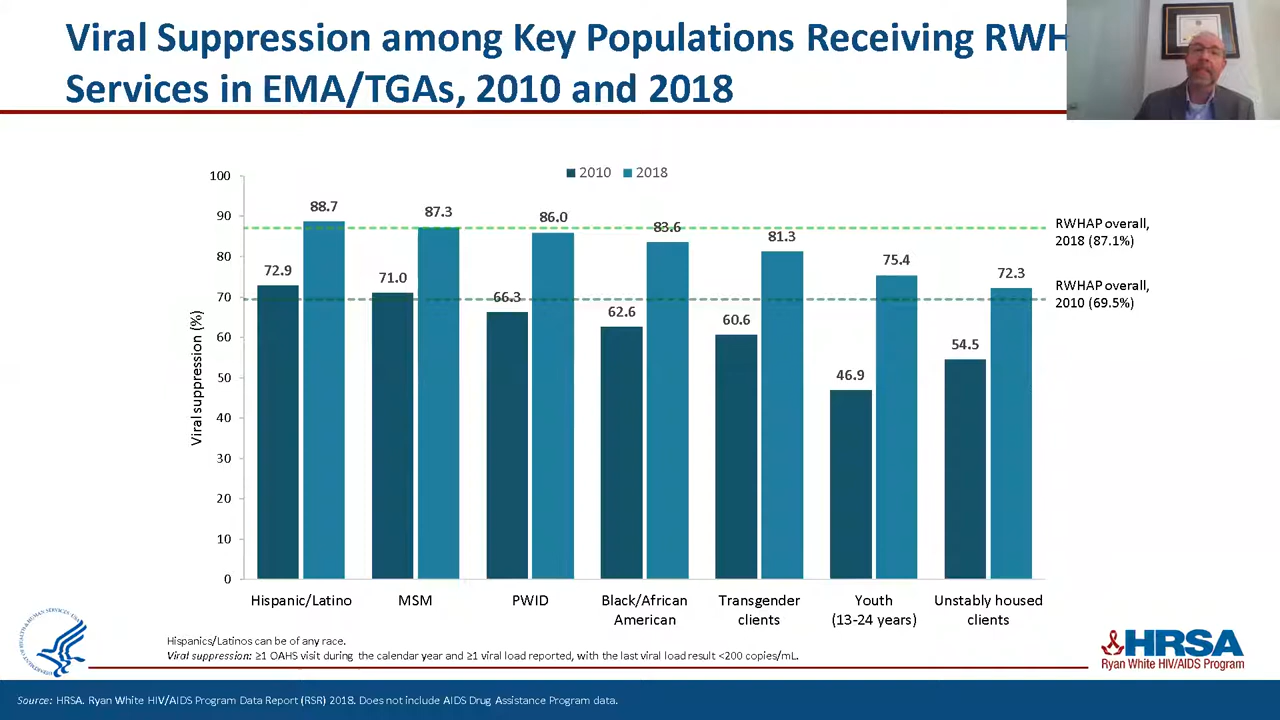 Viral Suppression among Key Populations Receiving RWH
Services in EMA/TGAs, 2010 and 2018
2010 2018
100
90
80
70
60
50
40
30
20
10
0
Viral suppression (%)
72.9
88.7
71.0
87.3
66.3
86.0
62.6
83.6
60.6
81.3
46.9
75.4
54.5
72.3
RWHAP overall,
2018 (87.1%)
RWHAP overall,
2010 (69.5%)
Hispanic/Latino
MSM
PWID
Black/African
American
Transgender
clients
Youth
(13-24 years)
Unstably housed
clients
Hispanics/Latinos can be of any race.
Viral suppression: ≥1 OAHS visit during the calendar year and ≥1 viral load reported, with the last viral load result <200 copies/mL.
HRSA
Ryan White HIV/AIDS Program
Source: HRSA. Ryan White HIV/AIDS Program Data Report (RSR) 2018. Does not include AIDS Drug Assistance Program data.